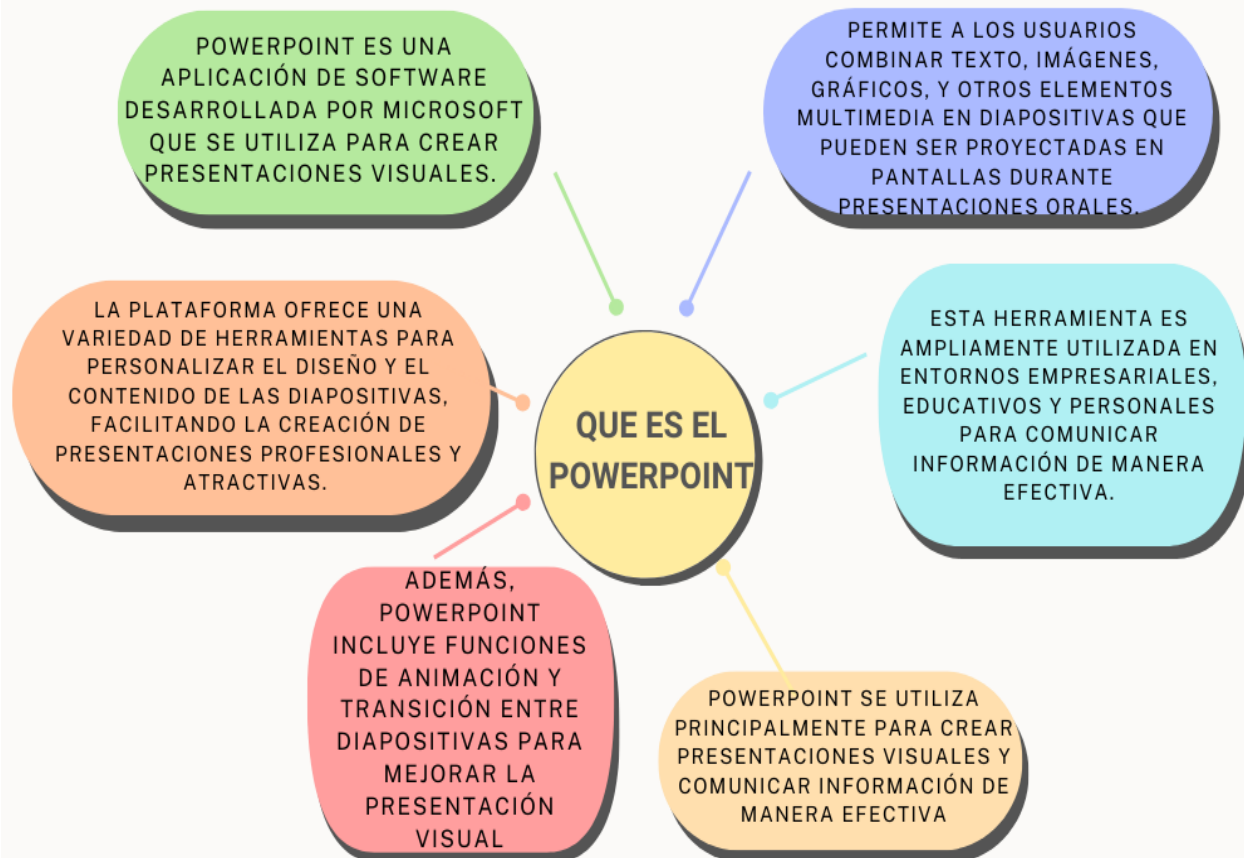 POWERPOINT ES UNA
APLICACIÓN DE SOFTWARE
DESARROLLADA POR MICROSOFT
QUE SE UTILIZA PARA CREAR
PRESENTACIONES VISUALES.
PERMITE A LOS USUARIOS
COMBINAR TEXTO, IMÁGENES,
GRÁFICOS, Y OTROS ELEMENTOS
MULTIMEDIA EN DIAPOSITIVAS QUE
PUEDEN SER PROYECTADAS EN
PANTALLAS DURANTE
PRESENTACIONES ORALES.
LA PLATAFORMA OFRECE UNA
VARIEDAD DE HERRAMIENTAS PARA
PERSONALIZAR EL DISEÑO Y EL
CONTENIDO DE LAS DIAPOSITIVAS,
FACILITANDO LA CREACIÓN DE
PRESENTACIONES PROFESIONALES Y
ATRACTIVAS.
QUE ES EL
POWERPOINT
ESTA HERRAMIENTA ES
AMPLIAMENTE UTILIZADA EN
ENTORNOS EMPRESARIALES,
EDUCATIVOS Y PERSONALES
PARA COMUNICAR
INFORMACIÓN DE MANERA
EFECTIVA.
ADEMÁS,
POWERPOINT
INCLUYE FUNCIONES
DE ANIMACIÓN Y
TRANSICIÓN ENTRE
DIAPOSITIVAS PARA
MEJORAR LA
PRESENTACIÓN
VISUAL
POWERPOINT SE UTILIZA
PRINCIPALMENTE PARA CREAR
PRESENTACIONES VISUALES Y
COMUNICAR INFORMACIÓN DE
MANERA EFECTIVA